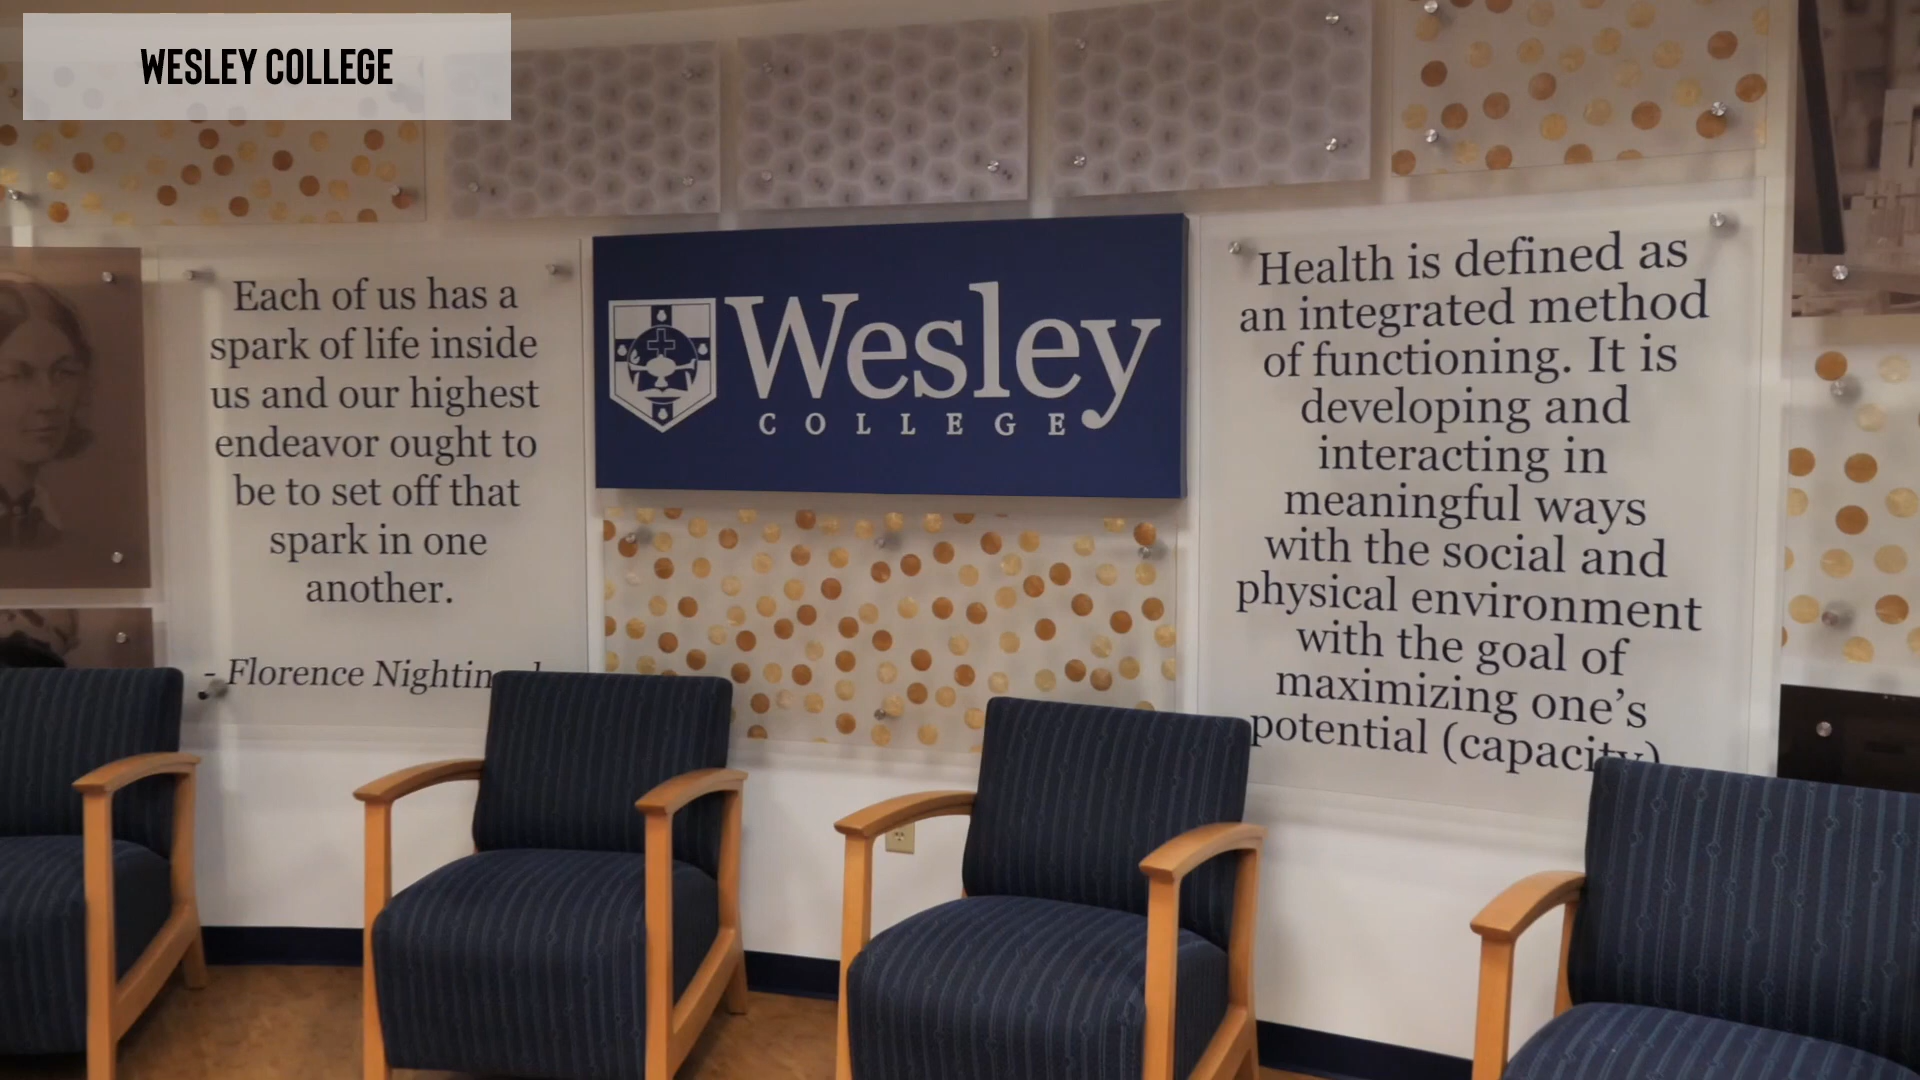 WESLEY COLLEGE
Each of us has a
spark of life inside
us and our highest
endeavor ought to
be to set off that
spark in one
another.
- Florence
Wesley
COLLEGE
Health is defined as
an integrated method
of functioning. It is
developing and
interacting in
meaningful ways
with the social and
physical environment
with the goal of
maximizing one's
potential (capacity)